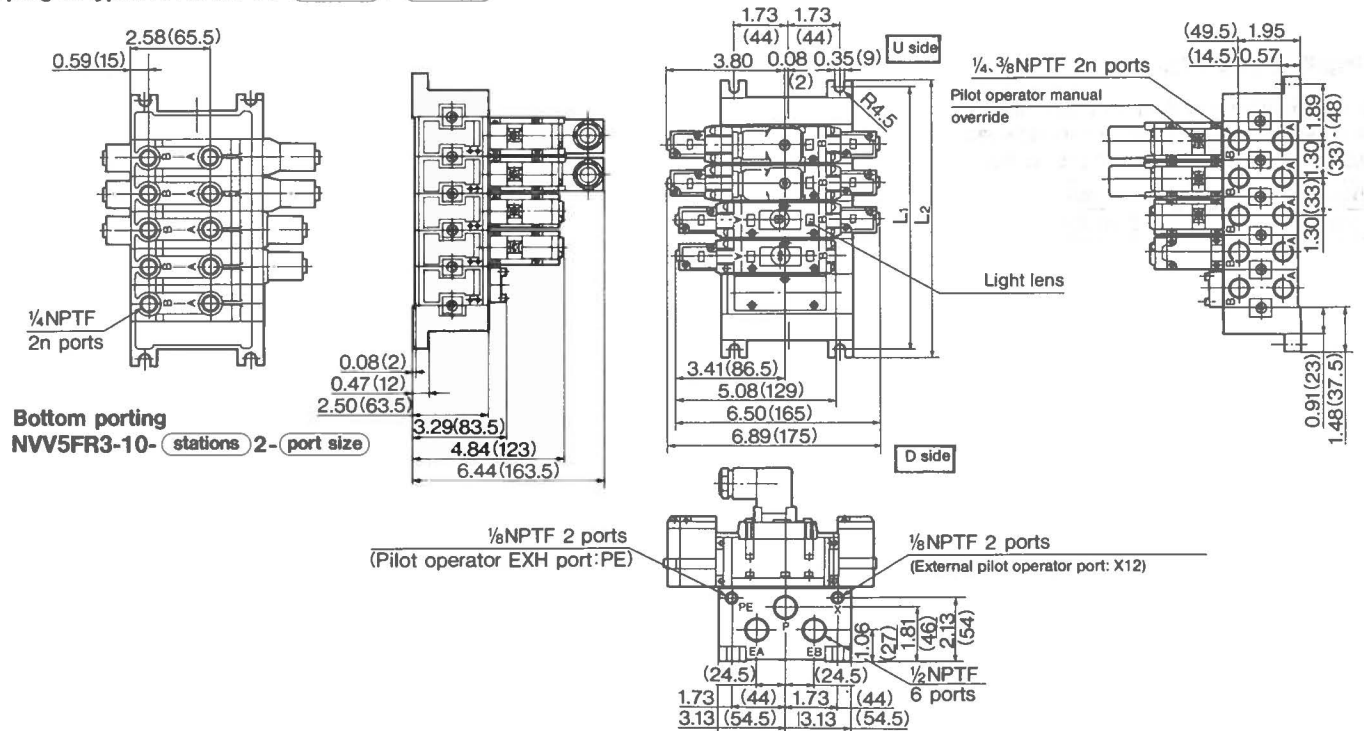 2.58(65.5)
0.59(15)
B A
B A
B A
B A
B A
¼NPTF
2n ports
Bottom porting
NVV5FR3-10- stations 2- port size
0.08(2)
0.47(12)
2.50(63.5)
3.29(83.5)
4.84(123)
6.44(163.5)
1.73 1.73
(44) (44)
U side
3.80 0.08 0.35(9)
(2)
R4.5
L1
L2
Light lens
3.41(86.5)
5.08(129)
6.50(165)
6.89(175)
D side
(49.5) 1.95
(14.5) 0.57
¼, ⅜NPTF 2n ports
Pilot operator manual
override
1.89
(33)-(48)
1.30
1.30(33)
0.91(23)
1.48(37.5)
⅛NPTF 2 ports
(Pilot operator EXH port:PE)
⅛NPTF 2 ports
(External pilot operator port: X12)
PE P X
EA EB
1.06
(27)
1.81
(46)
2.13
(54)
(24.5) (24.5)
½NPTF
6 ports
1.73 (44) 1.73 (44)
3.13 (54.5) 3.13 (54.5)